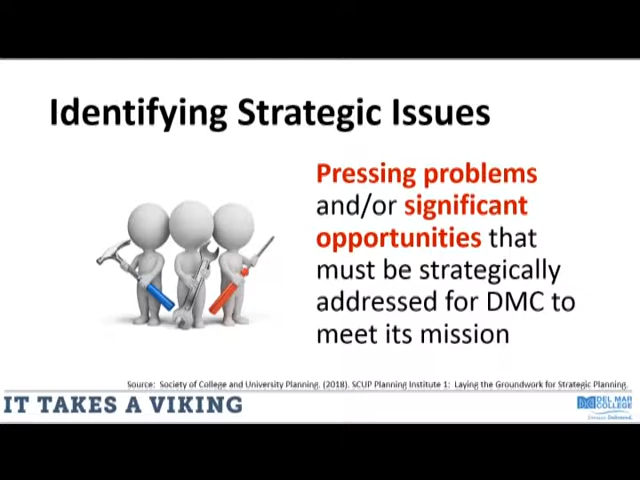 Identifying Strategic Issues
Pressing problems
and/or significant
opportunities that
must be strategically
addressed for DMC to
meet its mission
Source: Society of College and University Planning. (2018). SCUP Planning Institute 1: Laying the Groundwork for Strategic Planning.
IT TAKES A VIKING
DEL MAR
COLLEGE